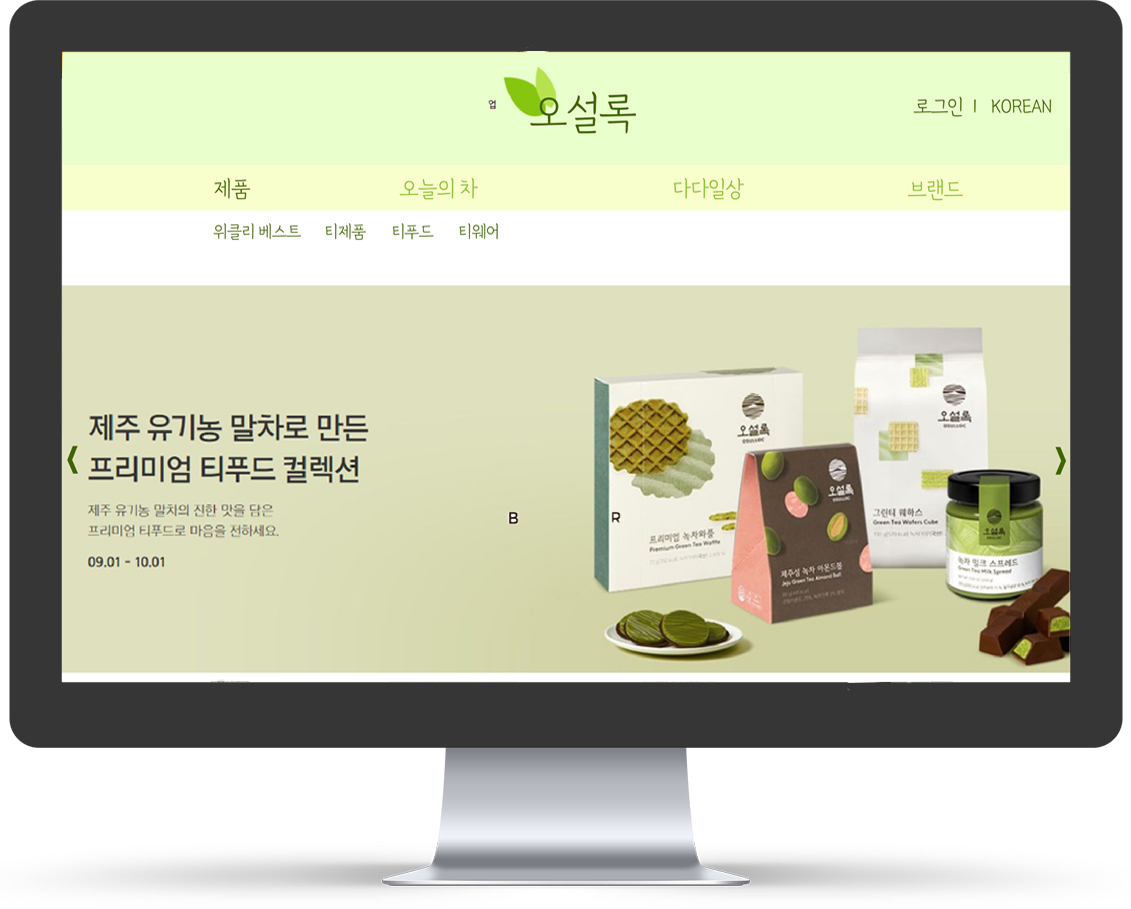 업
오설록
로그인 I KOREAN
제품 오늘의 차 다다일상 브랜드
위클리 베스트 티제품 티푸드 티웨어
제주 유기농 말차로 만든
프리미엄 티푸드 컬렉션
제주 유기농 말차의 진한 맛을 담은
프리미엄 티푸드로 마음을 전하세요.
09.01 - 10.01
B
R
오설록
OSULLOC
프리미엄 녹차와플
Premium Green Tea Waffle
오설록
OSULLOC
제주섬 녹차 아몬드볼
Jeju Green Tea Almond Ball
오설록
OSULLOC
그린티 웨하스
Green Tea Wafers Cube
오설록
녹차 밀크 스프레드
Green Tea Milk Spread